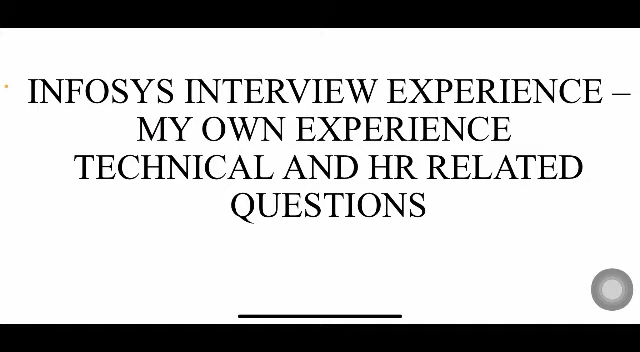 INFOSYS INTERVIEW EXPERIENCE –
MY OWN EXPERIENCE
TECHNICAL AND HR RELATED
QUESTIONS